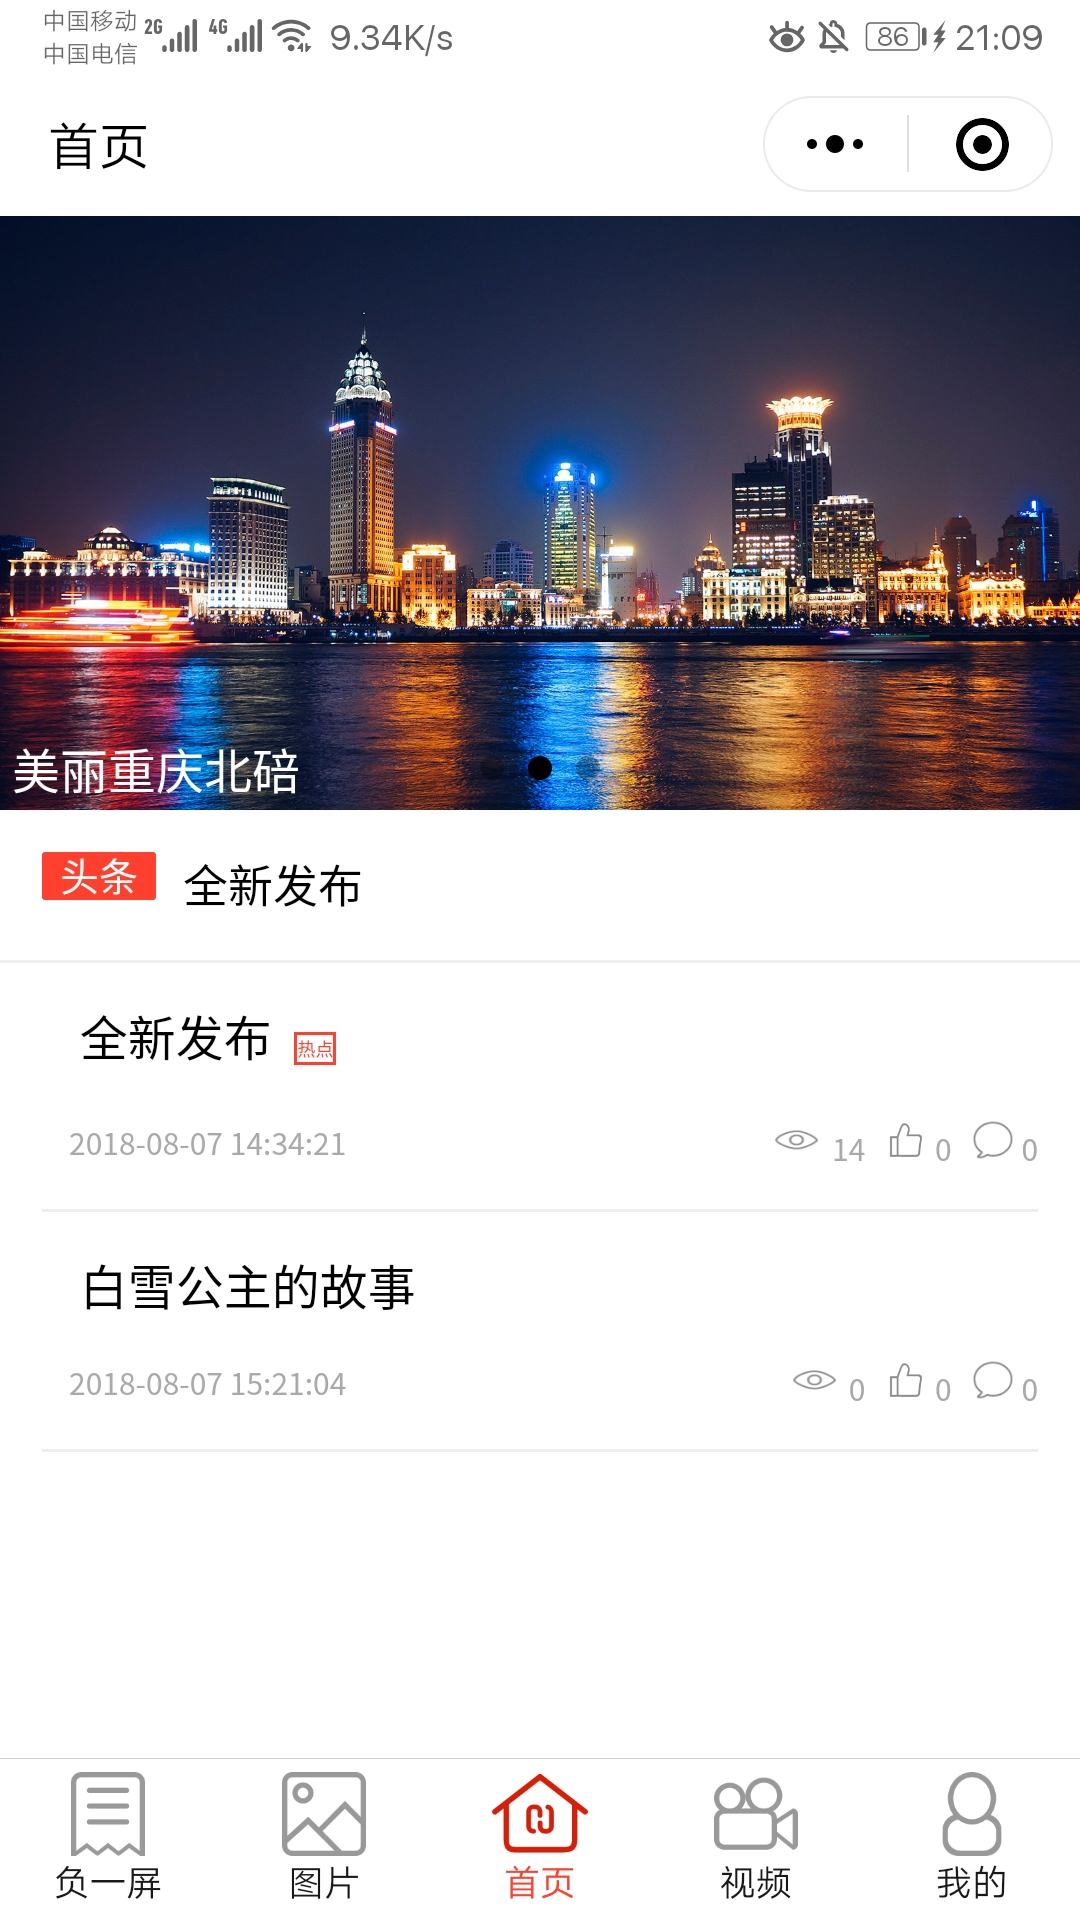 中国移动 2G 4G 9.34K/s 86 21:09
中国电信
首页
美丽重庆北碚
头条 全新发布
全新发布 热点
2018-08-07 14:34:21 14 0 0
白雪公主的故事
2018-08-07 15:21:04 0 0 0
负一屏 图片 首页 视频 我的